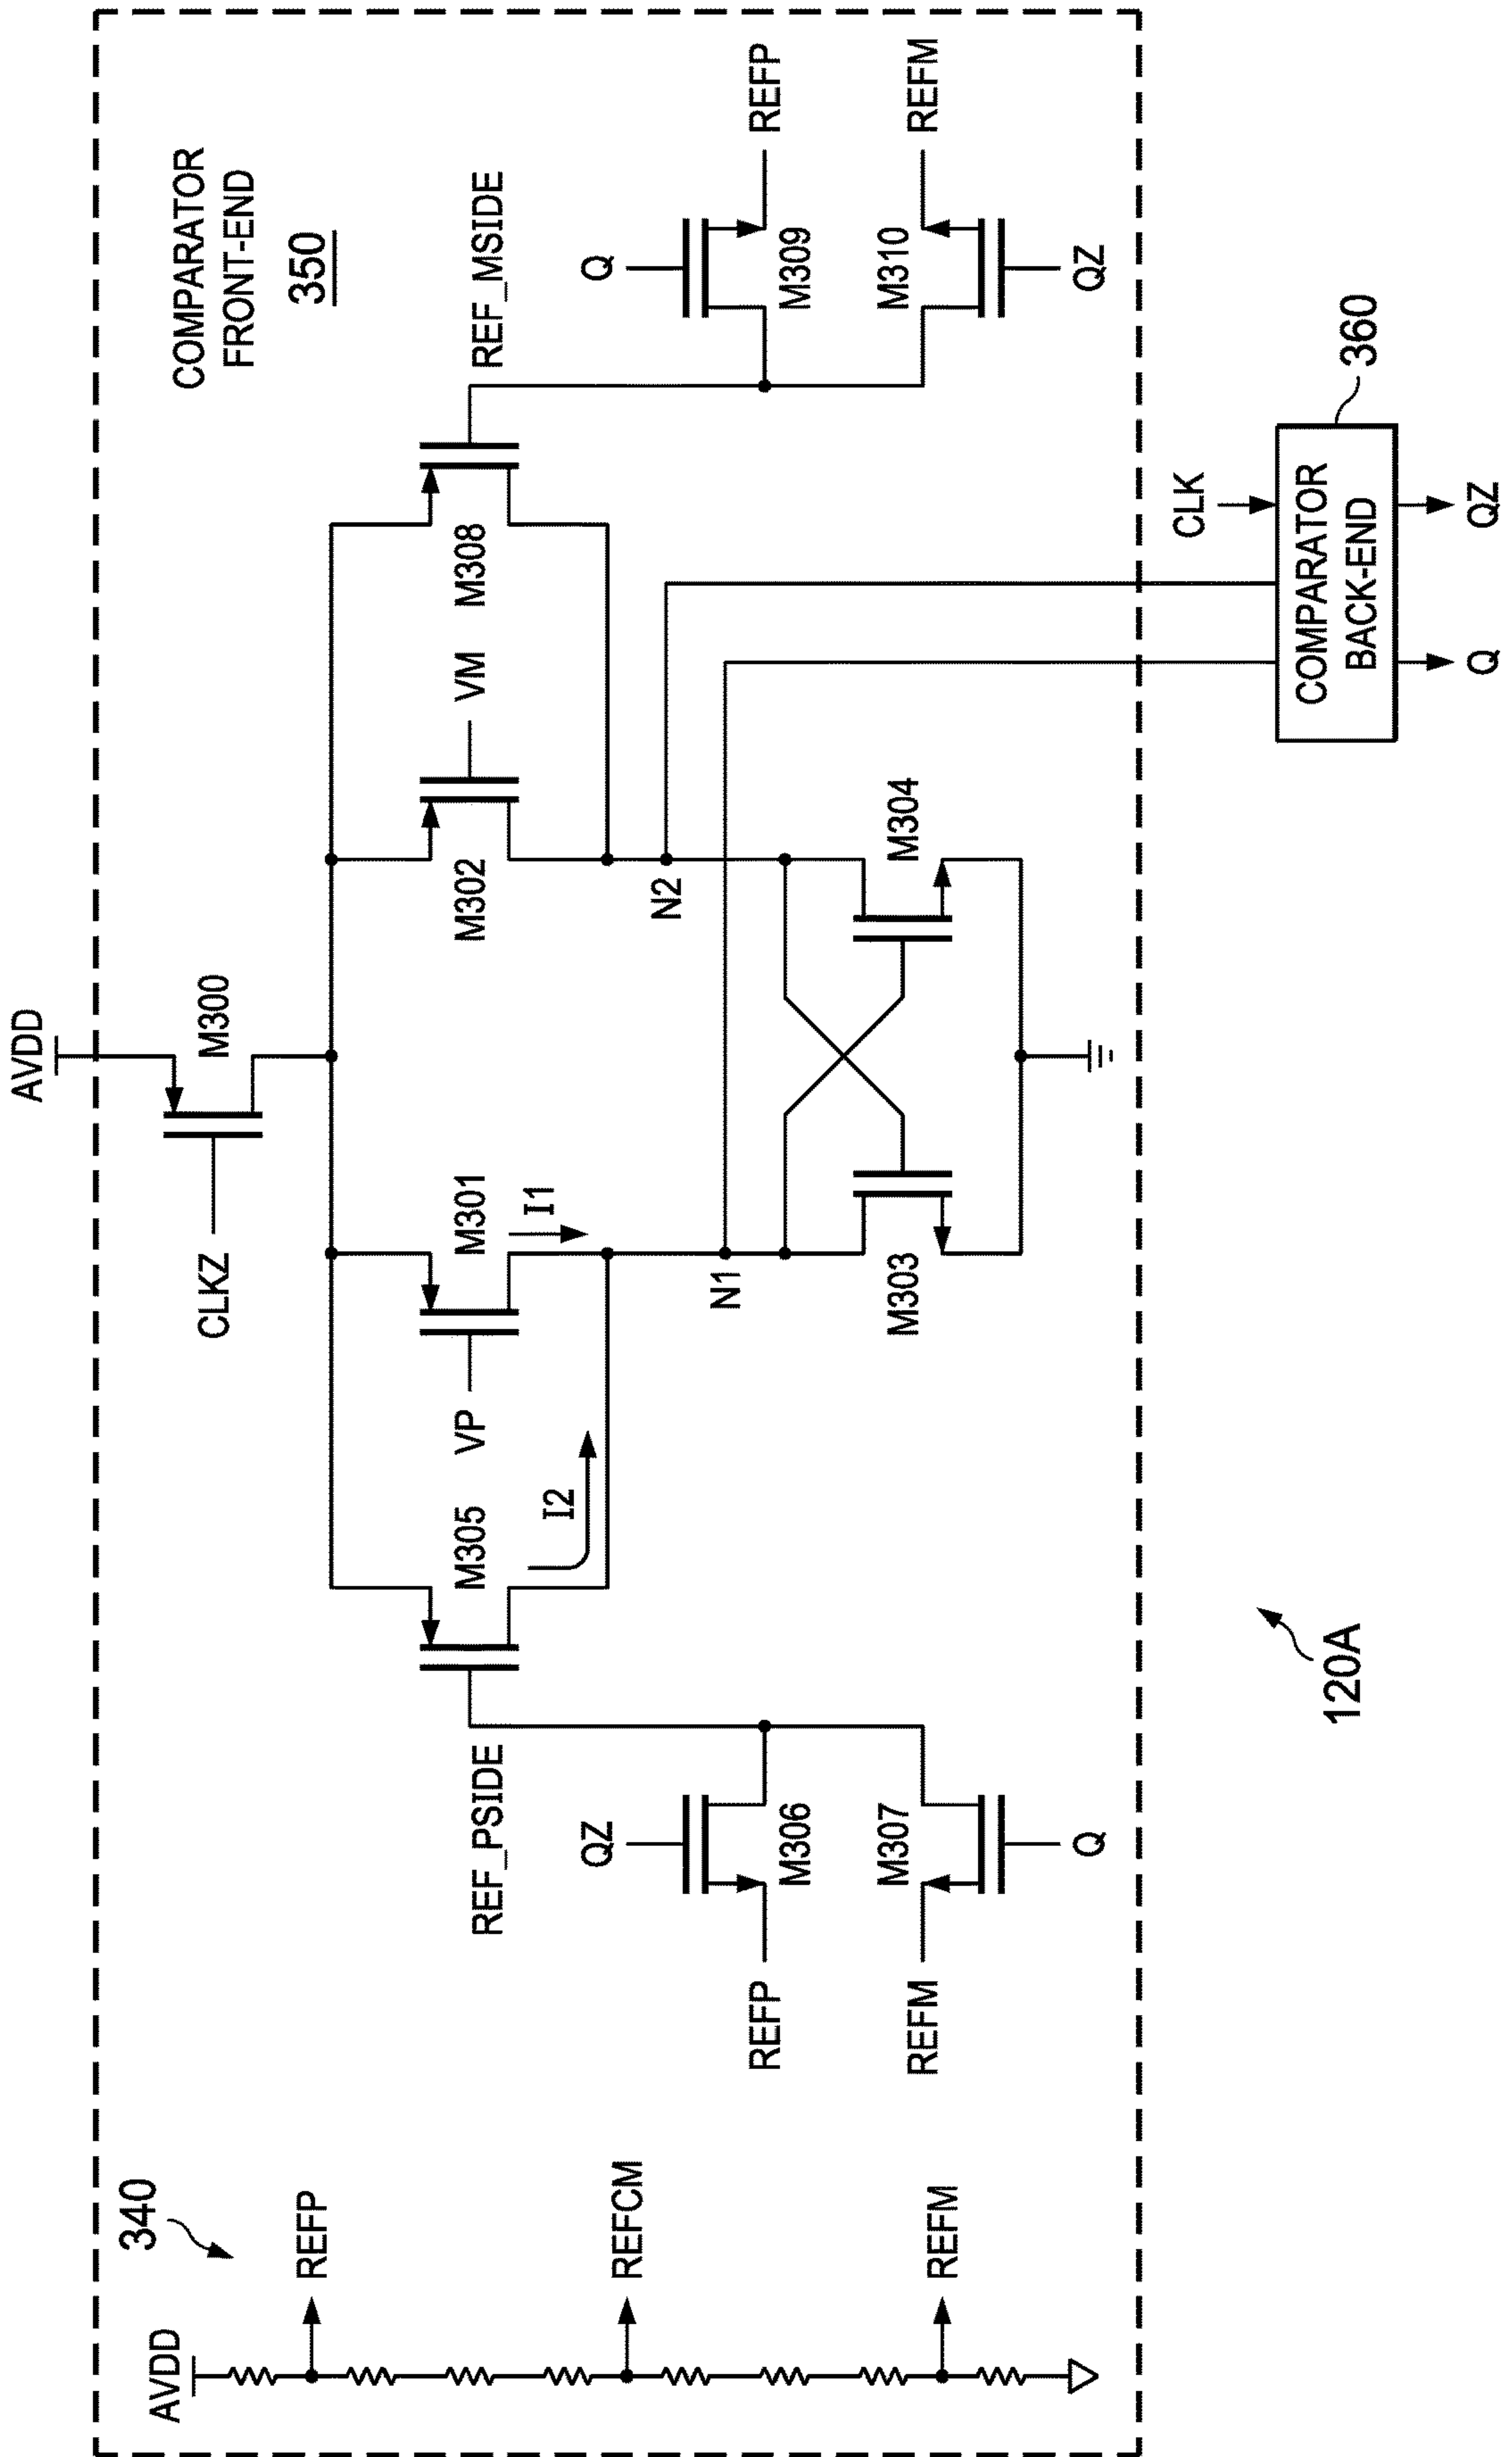 AVDD
340
REFP
REFCM
REFM
AVDD
CLKZ
M300
COMPARATOR
FRONT-END
350
REF_PSIDE
M305
VP
M301
I1
I2
M302
VM
M308
REF_MSIDE
QZ
REFP
M306
REFM
M307
Q
N1
N2
M303
M304
Q
M309
REFP
M310
REFM
QZ
120A
CLK
360
COMPARATOR
BACK-END
Q
QZ